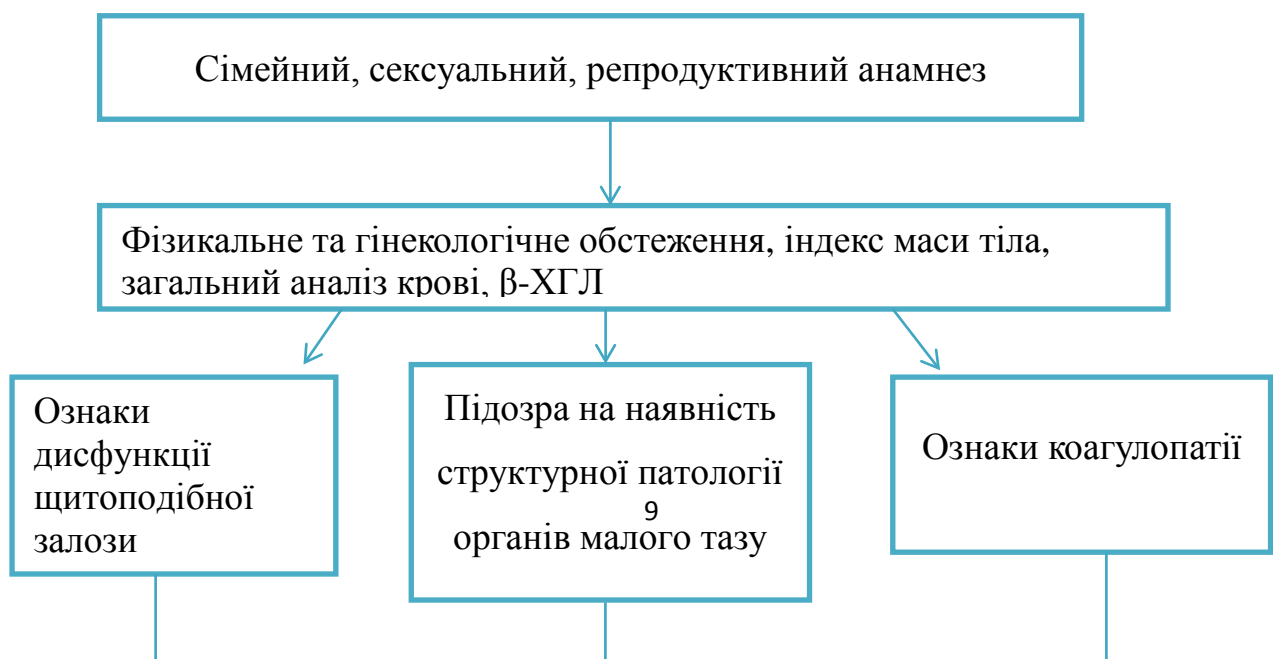 Сімейний, сексуальний, репродуктивний анамнез
Фізикальне та гінекологічне обстеження, індекс маси тіла,
загальний аналіз крові, β-ХГЛ
Ознаки
дисфункції
щитоподібної
залози
Підозра на наявність
структурної патології
9
органів малого тазу
Ознаки коагулопатії